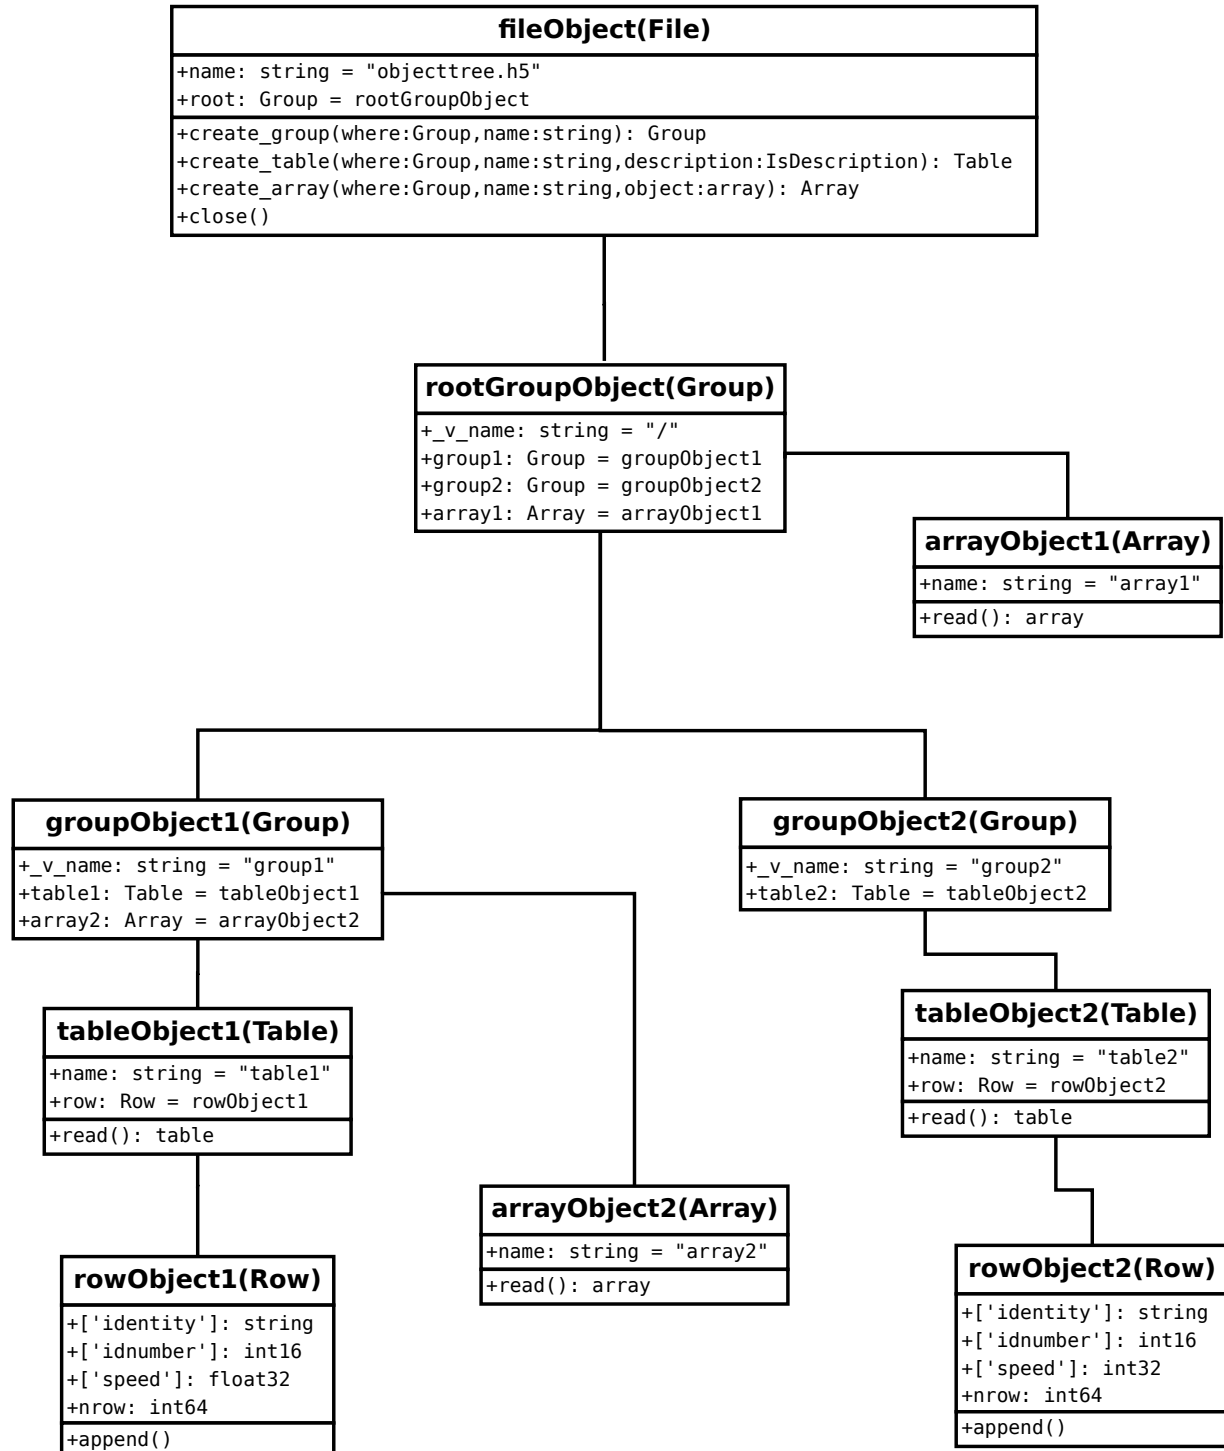 fileObject(File)
+name: string = "objecttree.h5"
+root: Group = rootGroupObject
+create_group(where:Group,name:string): Group
+create_table(where:Group,name:string,description:IsDescription): Table
+create_array(where:Group,name:string,object:array): Array
+close()
rootGroupObject(Group)
+_v_name: string = "/"
+group1: Group = groupObject1
+group2: Group = groupObject2
+array1: Array = arrayObject1
arrayObject1(Array)
+name: string = "array1"
+read(): array
groupObject1(Group)
+_v_name: string = "group1"
+table1: Table = tableObject1
+array2: Array = arrayObject2
groupObject2(Group)
+_v_name: string = "group2"
+table2: Table = tableObject2
tableObject1(Table)
+name: string = "table1"
+row: Row = rowObject1
+read(): table
tableObject2(Table)
+name: string = "table2"
+row: Row = rowObject2
+read(): table
arrayObject2(Array)
+name: string = "array2"
+read(): array
rowObject1(Row)
+['identity']: string
+['idnumber']: int16
+['speed']: float32
+nrow: int64
+append()
rowObject2(Row)
+['identity']: string
+['idnumber']: int16
+['speed']: int32
+nrow: int64
+append()